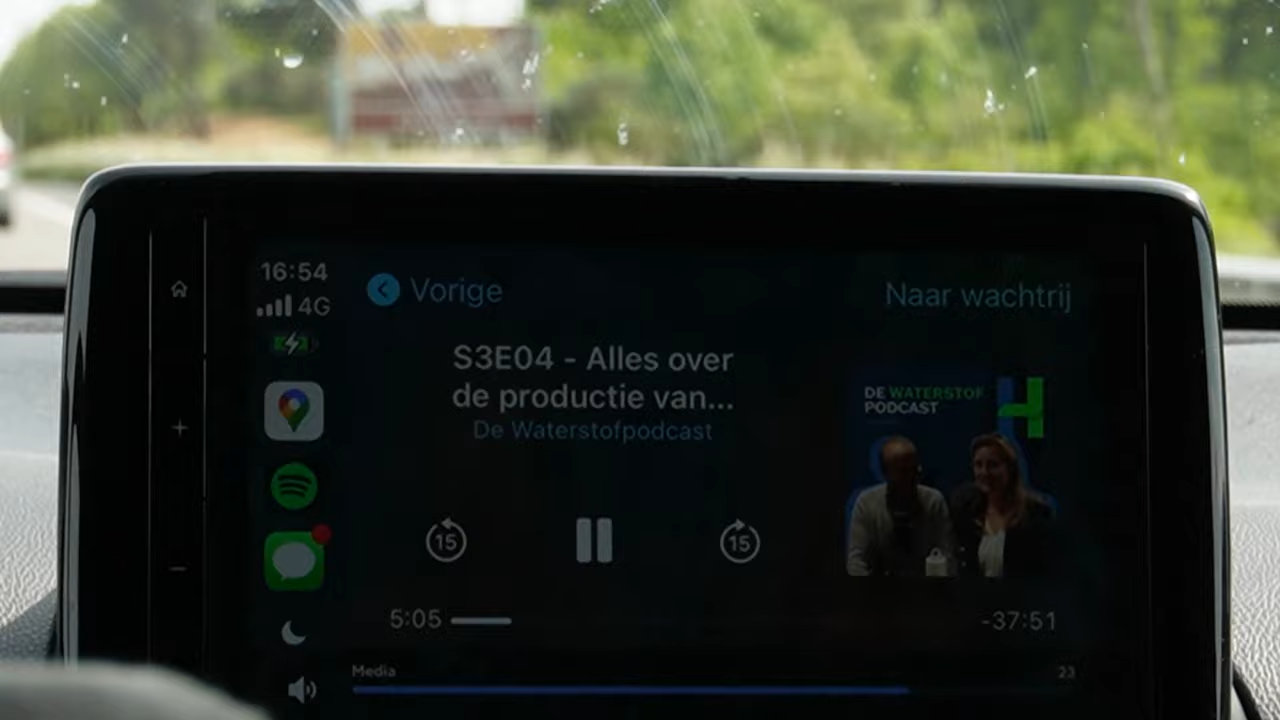 16:54
4G
Vorige
Naar wachtrij
S3E04 - Alles over
de productie van...
De Waterstofpodcast
DE WATERSTOF
PODCAST
15
15
5:05
-37:51
Media
23